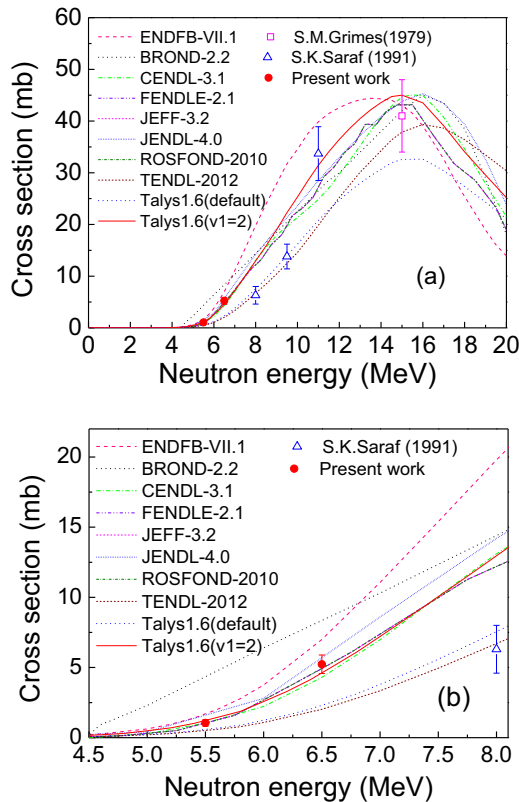 ENDFB-VII.1
BROND-2.2
CENDL-3.1
FENDLE-2.1
JEFF-3.2
JENDL-4.0
ROSFOND-2010
TENDL-2012
Talys1.6(default)
Talys1.6(v1=2)
S.M.Grimes(1979)
S.K.Saraf (1991)
Present work
60
50
40
30
20
10
0
Cross section (mb)
(a)
0 2 4 6 8 10 12 14 16 18 20
Neutron energy (MeV)
ENDFB-VII.1
BROND-2.2
CENDL-3.1
FENDLE-2.1
JEFF-3.2
JENDL-4.0
ROSFOND-2010
TENDL-2012
Talys1.6(default)
Talys1.6(v1=2)
S.K.Saraf (1991)
Present work
20
15
10
5
0
Cross section (mb)
(b)
4.5 5.0 5.5 6.0 6.5 7.0 7.5 8.0
Neutron energy (MeV)